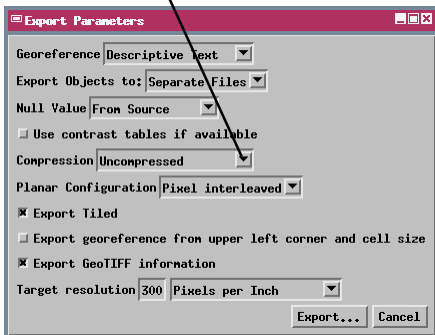 Export Parameters
Georeference Descriptive Text
Export Objects to: Separate Files
Null Value From Source
Use contrast tables if available
Compression Uncompressed
Planar Configuration Pixel interleaved
Export Tiled
Export georeference from upper left corner and cell size
Export GeoTIFF information
Target resolution 300 Pixels per Inch
Export... Cancel